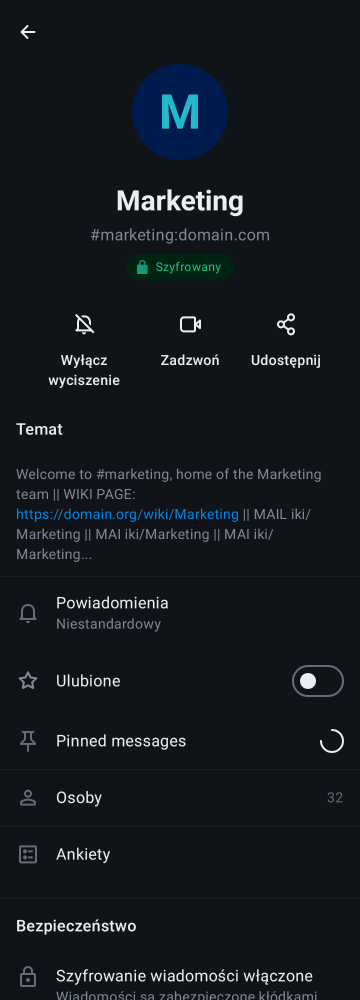 M
Marketing
#marketing:domain.com
Szyfrowany
Wyłącz
wyciszenie
Zadzwoń
Udostępnij
Temat
Welcome to #marketing, home of the Marketing
team || WIKI PAGE:
https://domain.org/wiki/Marketing || MAIL iki/
Marketing || MAI iki/Marketing || MAI iki/
Marketing...
Powiadomienia
Niestandardowy
Ulubione
Pinned messages
Osoby 32
Ankiety
Bezpieczeństwo
Szyfrowanie wiadomości włączone
Wiadomości są zabezpieczone kłódkami